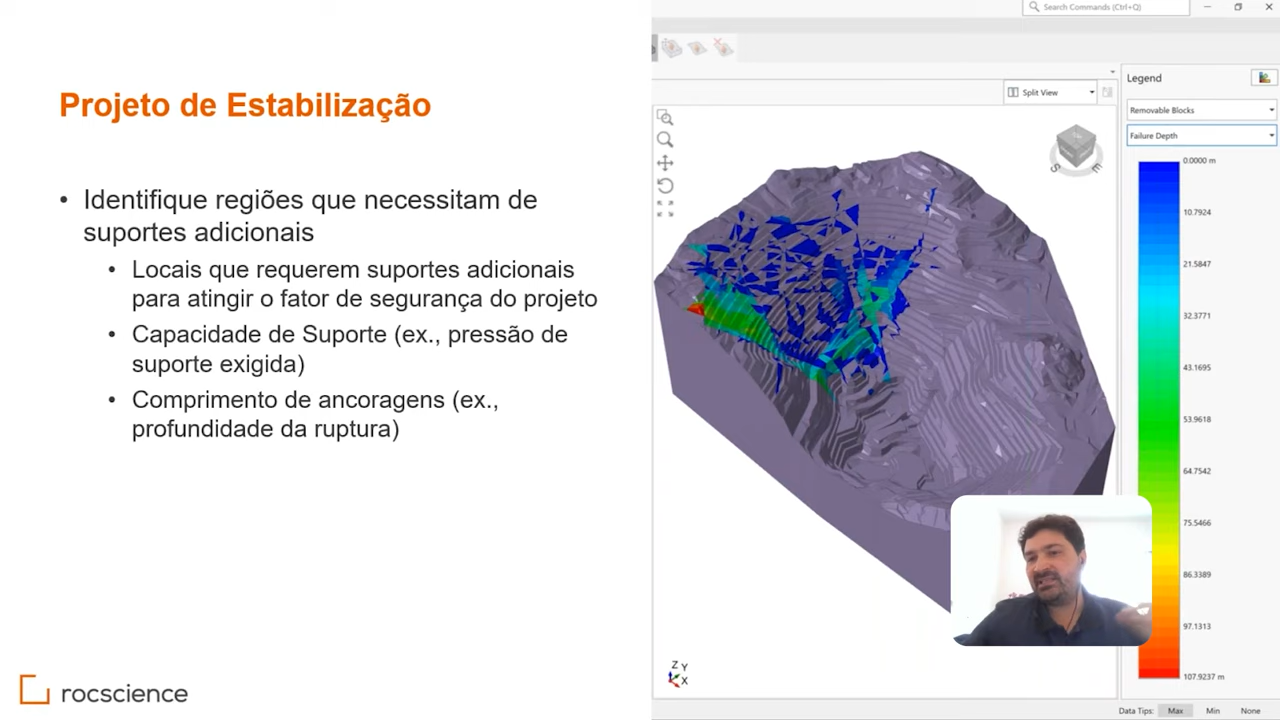 Search Commands (Ctrl+Q)
Projeto de Estabilização
• Identifique regiões que necessitam de
suportes adicionais
• Locais que requerem suportes adicionais
para atingir o fator de segurança do projeto
• Capacidade de Suporte (ex., pressão de
suporte exigida)
• Comprimento de ancoragens (ex.,
profundidade da ruptura)
rocscience
Split View
S
E
Z
Y
X
Legend
Removable Blocks
Failure Depth
0.0000 m
10.7924
21.5847
32.3771
43.1695
53.9618
64.7542
75.5466
86.3389
97.1313
107.9237 m
Data Tips: Max Min None